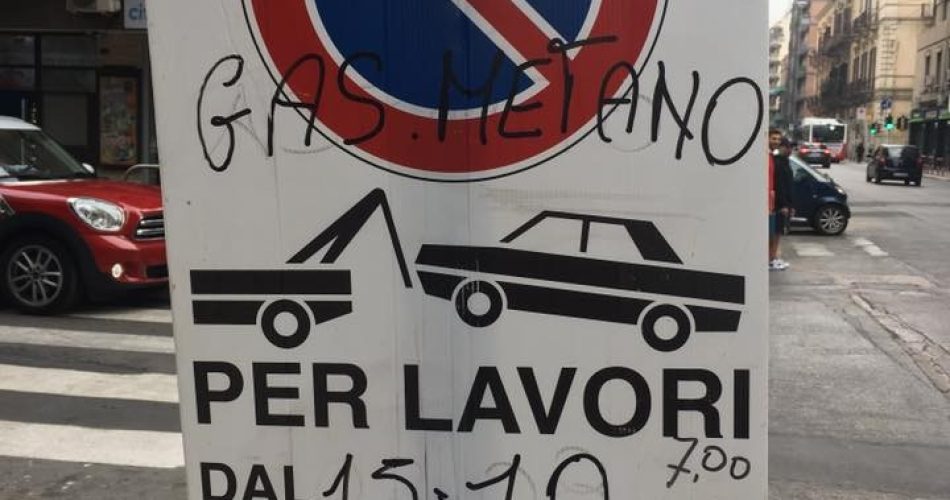 GAS. METANO
PER LAVORI
7,00
DAL 15-10